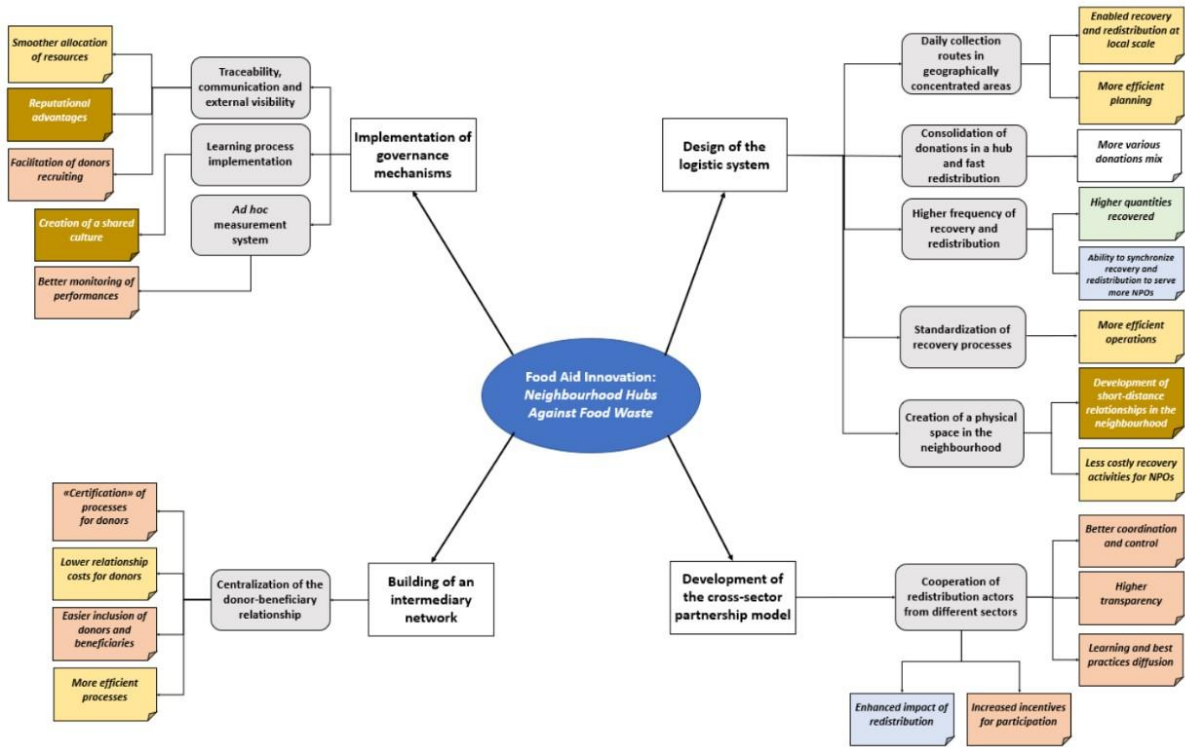 Smoother allocation
of resources
Reputational
advantages
Facilitation of donors
recruiting
Creation of a shared
culture
Better monitoring of
performances
Traceability,
communication and
external visibility
Learning process
implementation
Ad hoc
measurement
system
Implementation of
governance
mechanisms
Design of the
logistic system
Daily collection
routes in
geographically
concentrated areas
Consolidation of
donations in a hub
and fast
redistribution
Higher frequency of
recovery and
redistribution
Standardization of
recovery processes
Creation of a physical
space in the
neighbourhood
Enabled recovery
and redistribution at
local scale
More efficient
planning
More various
donations mix
Higher quantities
recovered
Ability to synchronize
recovery and
redistribution to serve
more NPOs
More efficient
operations
Development of
short-distance
relationships in the
neighbourhood
Less costly recovery
activities for NPOs
Food Aid Innovation:
Neighbourhood Hubs
Against Food Waste
«Certification» of
processes
for donors
Lower relationship
costs for donors
Easier inclusion of
donors and
beneficiaries
More efficient
processes
Centralization of the
donor-beneficiary
relationship
Building of an
intermediary
network
Development of
the cross-sector
partnership model
Cooperation of
redistribution actors
from different sectors
Better coordination
and control
Higher
transparency
Learning and best
practices diffusion
Enhanced impact of
redistribution
Increased incentives
for participation